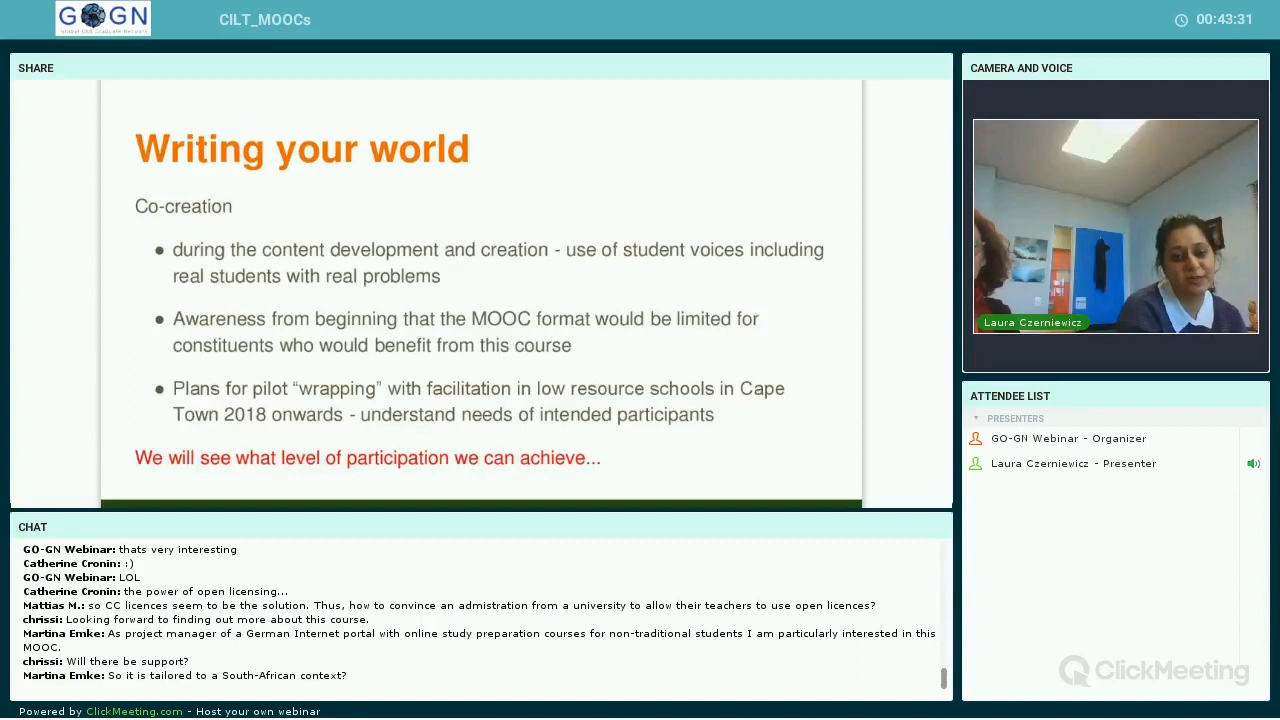 GO GN
Global OER Graduate Network
CILT_MOOCs
00:43:31
SHARE
Writing your world
Co-creation
● during the content development and creation - use of student voices including
real students with real problems
● Awareness from beginning that the MOOC format would be limited for
constituents who would benefit from this course
● Plans for pilot “wrapping” with facilitation in low resource schools in Cape
Town 2018 onwards - understand needs of intended participants
We will see what level of participation we can achieve...
CHAT
GO-GN Webinar: thats very interesting
Catherine Cronin: :)
GO-GN Webinar: LOL
Catherine Cronin: the power of open licensing...
Mattias M.: so CC licences seem to be the solution. Thus, how to convince an admistration from a university to allow their teachers to use open licences?
chrissi: Looking forward to finding out more about this course.
Martina Emke: As project manager of a German Internet portal with online study preparation courses for non-traditional students I am particularly interested in this
MOOC.
chrissi: Will there be support?
Martina Emke: So it is tailored to a South-African context?
CAMERA AND VOICE
Laura Czerniewicz
ATTENDEE LIST
PRESENTERS
GO-GN Webinar - Organizer
Laura Czerniewicz - Presenter
ClickMeeting
Powered by ClickMeeting.com - Host your own webinar